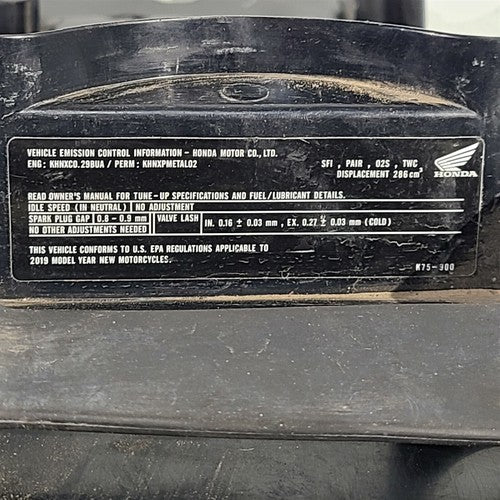 VEHICLE EMISSION CONTROL INFORMATION - HONDA MOTOR CO., LTD.
ENG: KHNXC0.29BUA / PERM: KHNXPMETAL02
SFI , PAIR , O2S , TWC
DISPLACEMENT 286 cm³
HONDA
READ OWNER'S MANUAL FOR TUNE-UP SPECIFICATIONS AND FUEL/LUBRICANT DETAILS.
IDLE SPEED (IN NEUTRAL) NO ADJUSTMENT
SPARK PLUG GAP 0.8 - 0.9 mm VALVE LASH IN. 0.16 ± 0.03 mm, EX. 0.27 ± 0.03 mm (COLD)
NO OTHER ADJUSTMENTS NEEDED
THIS VEHICLE CONFORMS TO U.S. EPA REGULATIONS APPLICABLE TO
2019 MODEL YEAR NEW MOTORCYCLES.
K75-900